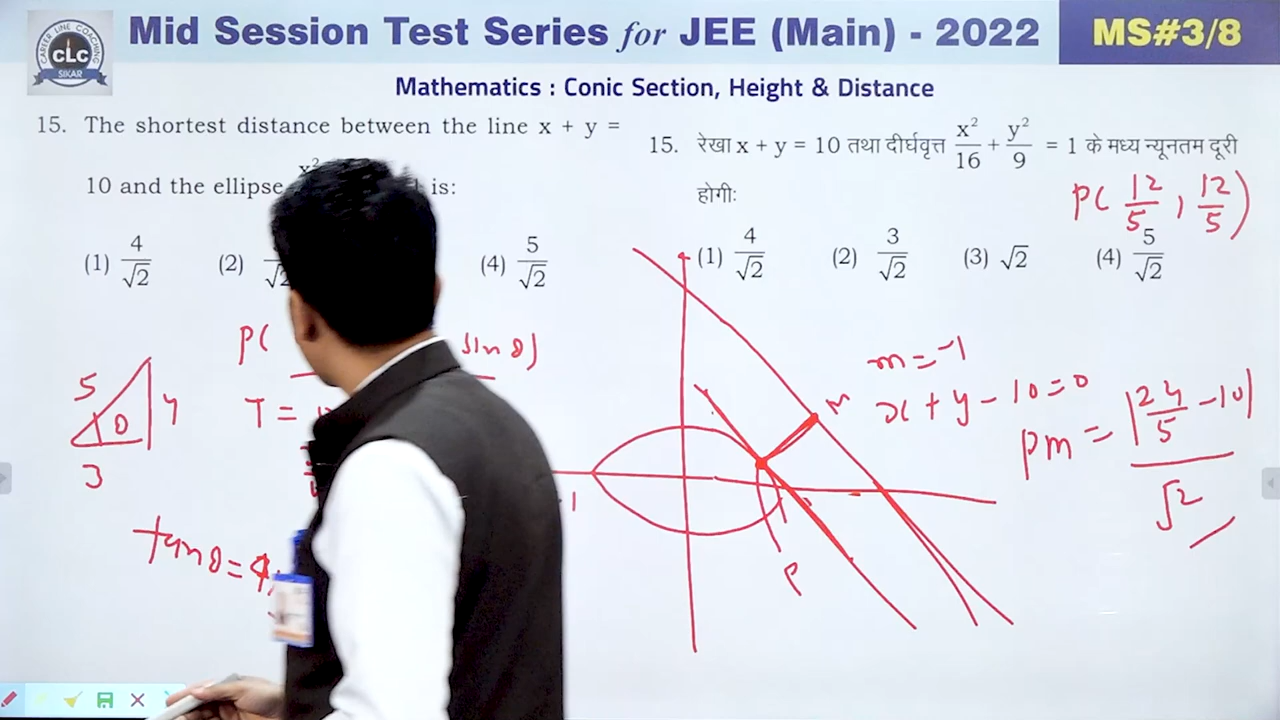 Mid Session Test Series for JEE (Main) - 2022
MS#3/8
CAREER LINE COACHING
CLC
SIKAR
Mathematics : Conic Section, Height & Distance
15. The shortest distance between the line x + y =
10 and the ellipse x² is:
(1) 4/√2 (2) (4) 5/√2
15. रेखा x + y = 10 तथा दीर्घवृत्त x²/16 + y²/9 = 1 के मध्य न्यूनतम दूरी
होगीः
(1) 4/√2 (2) 3/√2 (3) √2 (4) 5/√2
P( 12/5 , 12/5 )
P( sin θ)
T =
5 θ 4
3
tan θ =
m = -1
x + y - 10 = 0
PM = |24/5 - 10|
√2
M
P